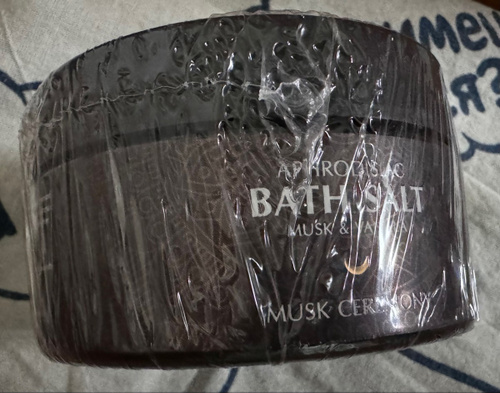 APHRODISIAC
BATH SALT
MUSK &
MUSK CEREMONY